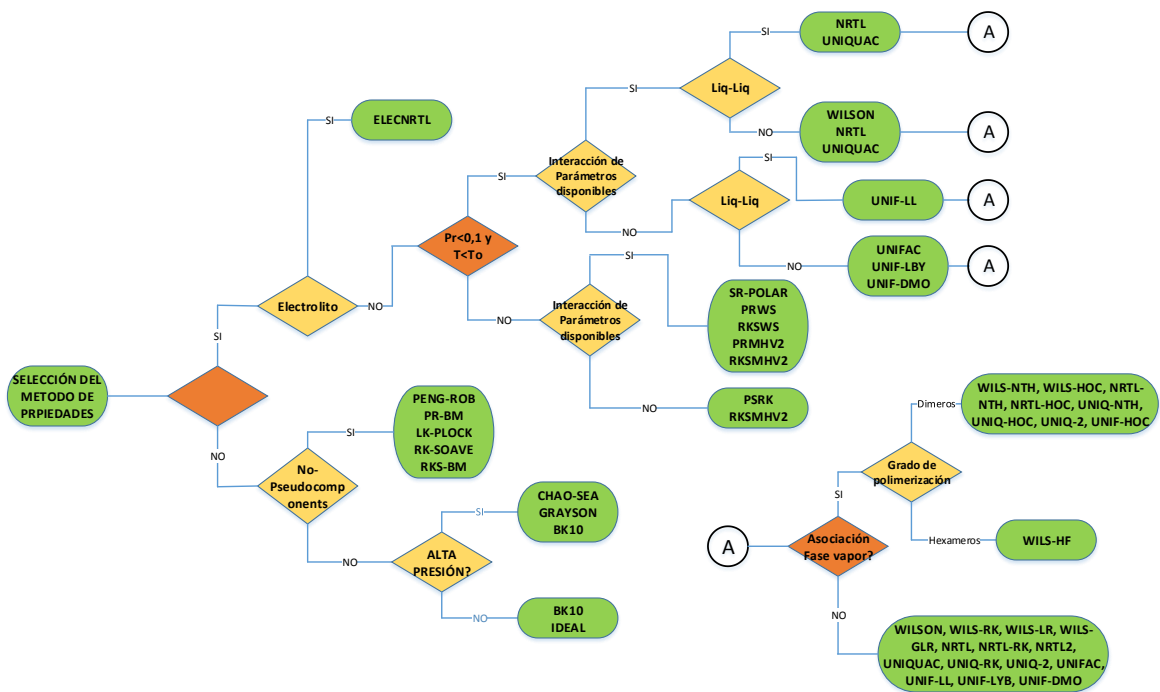 SELECCIÓN DEL
METODO DE
PRPIEDADES
SI
NO
Electrolito
SI
ELECNRTL
NO
Pr<0,1 y
T<To
SI
Interacción de
Parámetros
disponibles
SI
Liq-Liq
SI
NRTL
UNIQUAC
A
NO
WILSON
NRTL
UNIQUAC
A
NO
Liq-Liq
SI
UNIF-LL
A
NO
UNIFAC
UNIF-LBY
UNIF-DMO
A
NO
Interacción de
Parámetros
disponibles
SI
SR-POLAR
PRWS
RKSWS
PRMHV2
RKSMHV2
NO
PSRK
RKSMHV2
No-
Pseudocomp
onents
SI
PENG-ROB
PR-BM
LK-PLOCK
RK-SOAVE
RKS-BM
NO
ALTA
PRESIÓN?
SI
CHAO-SEA
GRAYSON
BK10
NO
BK10
IDEAL
A
Asociación
Fase vapor?
SI
Grado de
polimerización
Dimeros
WILS-NTH, WILS-HOC, NRTL-
NTH, NRTL-HOC, UNIQ-NTH,
UNIQ-HOC, UNIQ-2, UNIF-HOC
Hexameros
WILS-HF
NO
WILSON, WILS-RK, WILS-LR, WILS-
GLR, NRTL, NRTL-RK, NRTL2,
UNIQUAC, UNIQ-RK, UNIQ-2, UNIFAC,
UNIF-LL, UNIF-LYB, UNIF-DMO